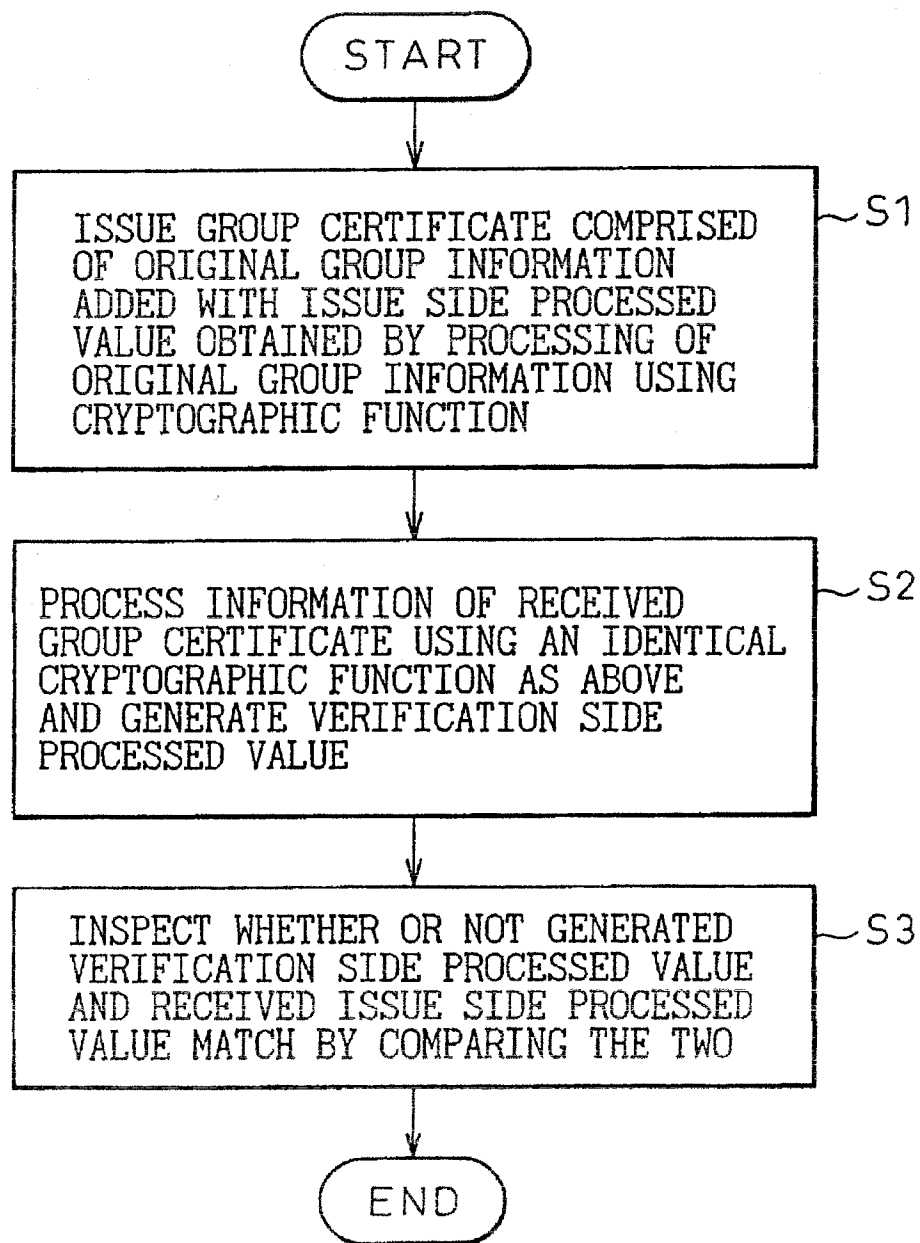 START
ISSUE GROUP CERTIFICATE COMPRISED
OF ORIGINAL GROUP INFORMATION
ADDED WITH ISSUE SIDE PROCESSED
VALUE OBTAINED BY PROCESSING OF
ORIGINAL GROUP INFORMATION USING
CRYPTOGRAPHIC FUNCTION
S1
PROCESS INFORMATION OF RECEIVED
GROUP CERTIFICATE USING AN IDENTICAL
CRYPTOGRAPHIC FUNCTION AS ABOVE
AND GENERATE VERIFICATION SIDE
PROCESSED VALUE
S2
INSPECT WHETHER OR NOT GENERATED
VERIFICATION SIDE PROCESSED VALUE
AND RECEIVED ISSUE SIDE PROCESSED
VALUE MATCH BY COMPARING THE TWO
S3
END